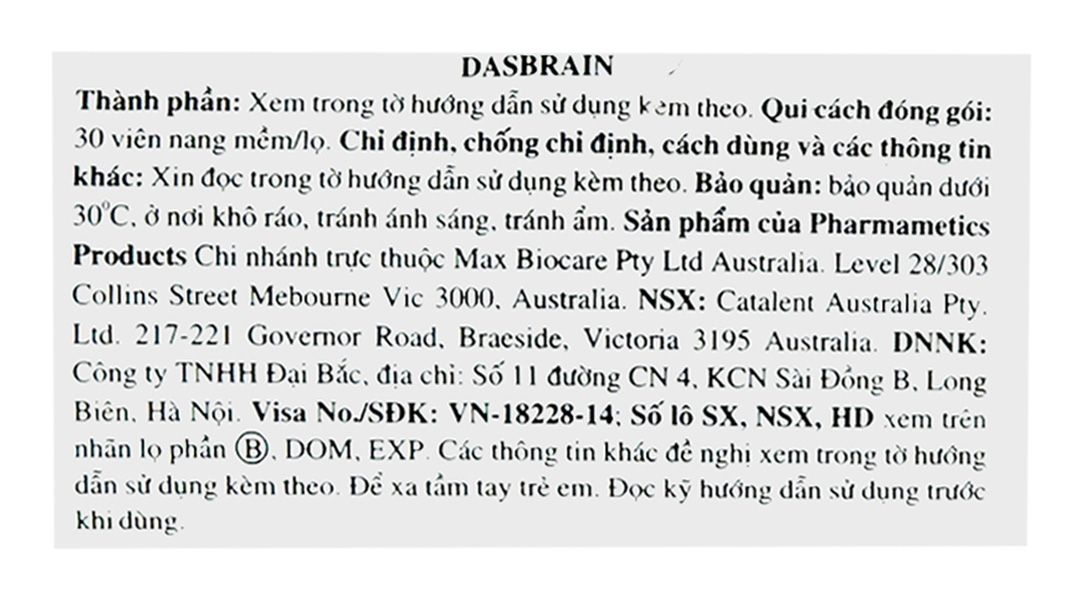 DASBRAIN
Thành phần: Xem trong tờ hướng dẫn sử dụng kèm theo. Qui cách đóng gói:
30 viên nang mềm/lọ. Chỉ định, chống chỉ định, cách dùng và các thông tin
khác: Xin đọc trong tờ hướng dẫn sử dụng kèm theo. Bảo quản: bảo quản dưới
30°C, ở nơi khô ráo, tránh ánh sáng, tránh ẩm. Sản phẩm của Pharmametics
Products Chi nhánh trực thuộc Max Biocare Pty Ltd Australia. Level 28/303
Collins Street Mebourne Vic 3000, Australia. NSX: Catalent Australia Pty.
Ltd. 217-221 Governor Road, Braeside, Victoria 3195 Australia. DNNK:
Công ty TNHH Đại Bắc, địa chỉ: Số 11 đường CN 4, KCN Sài Đồng B, Long
Biên, Hà Nội. Visa No./SĐK: VN-18228-14; Số lô SX, NSX, HD xem trên
nhãn lọ phần Ⓑ, DOM, EXP. Các thông tin khác đề nghị xem trong tờ hướng
dẫn sử dụng kèm theo. Để xa tầm tay trẻ em. Đọc kỹ hướng dẫn sử dụng trước
khi dùng.